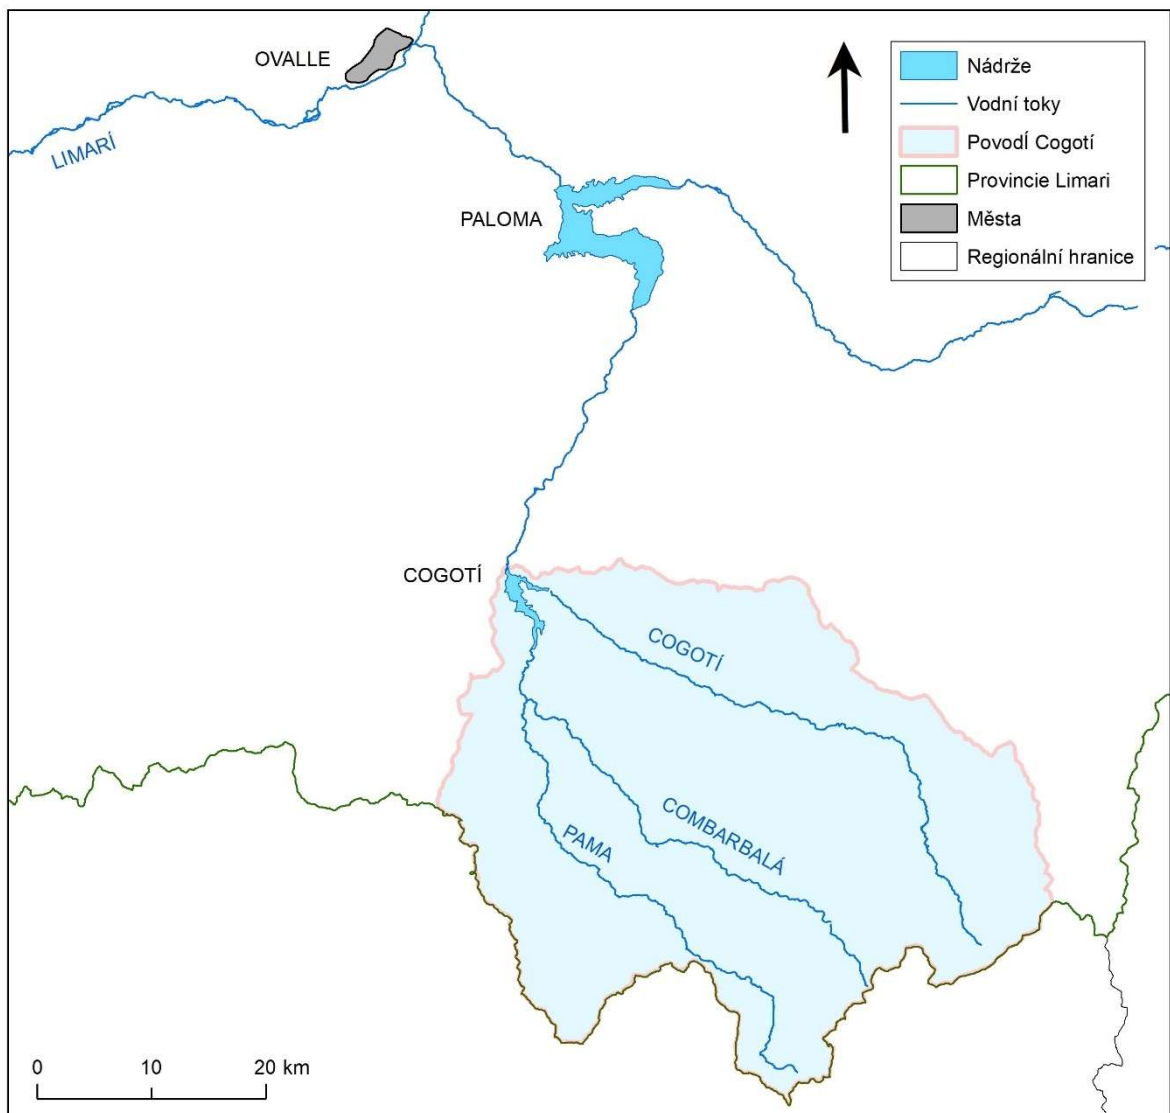 OVALLE
LIMARÍ
PALOMA
Nádrže
Vodní toky
Povodí Cogotí
Provincie Limari
Města
Regionální hranice
COGOTÍ
COGOTÍ
COMBARBALÁ
PAMA
0 10 20 km